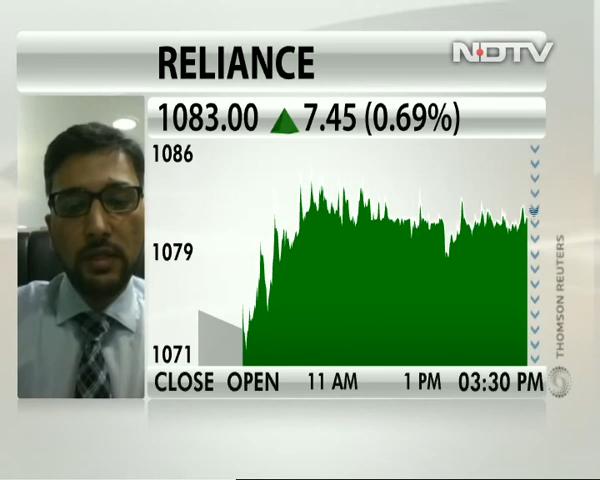 RELIANCE
NDTV
1083.00 ▲ 7.45 (0.69%)
1086
1079
1071
CLOSE OPEN 11 AM 1 PM 03:30 PM
THOMSON REUTERS